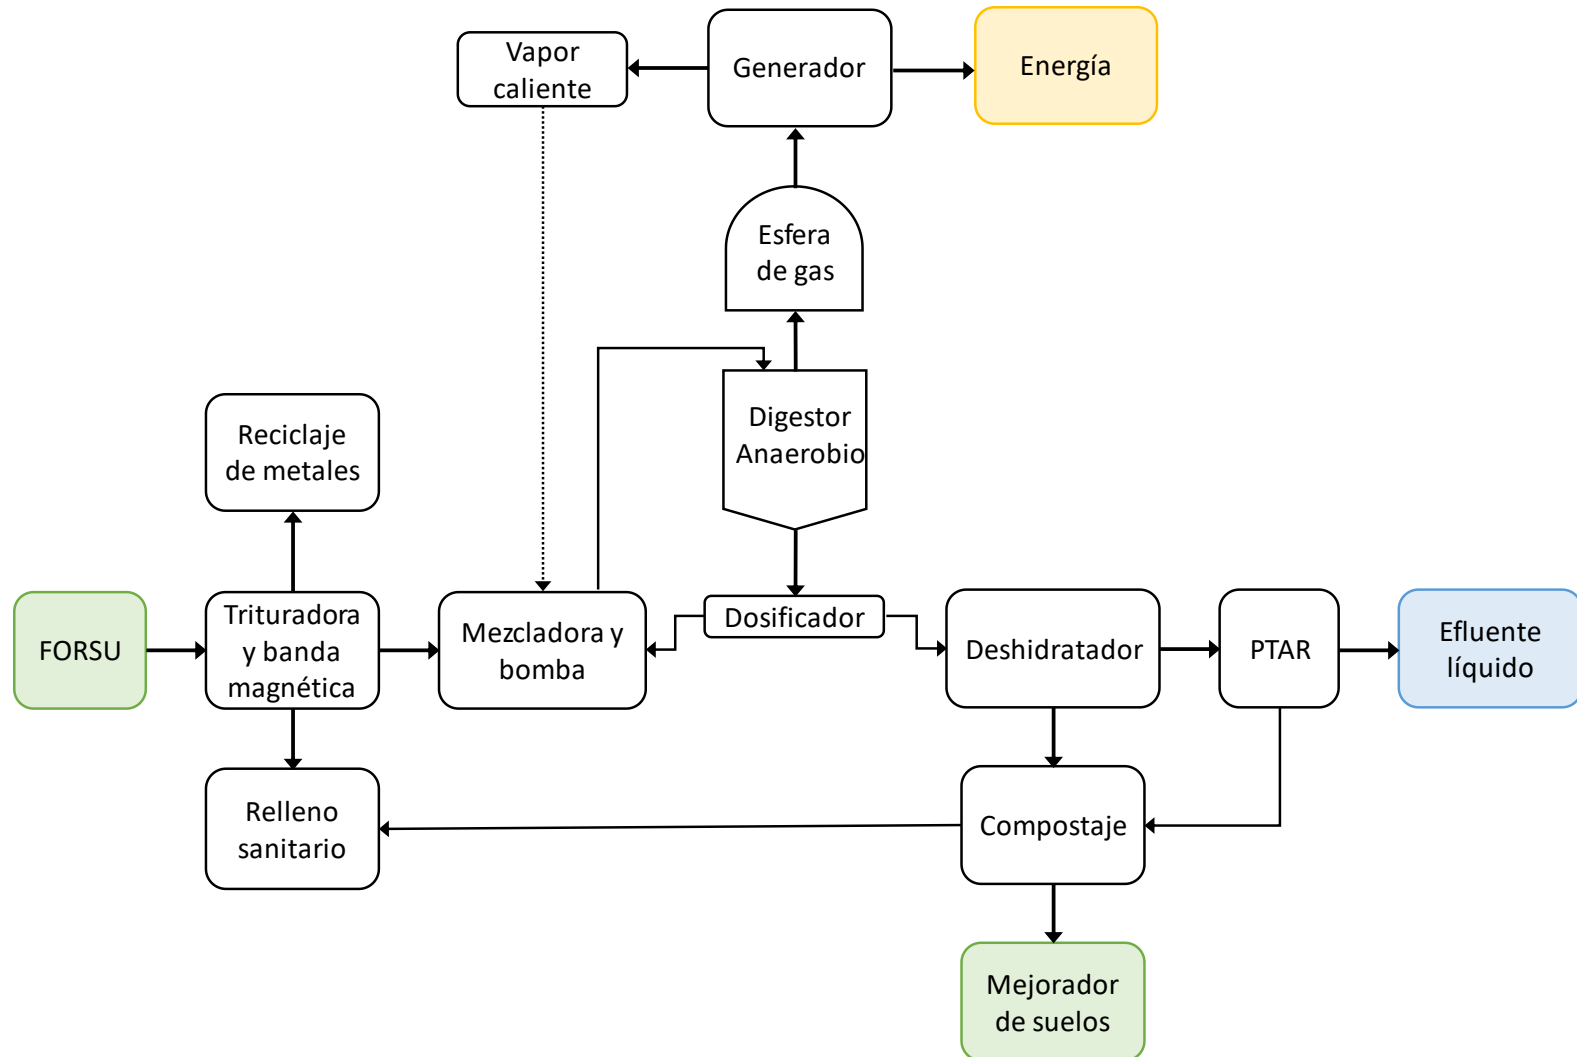 Vapor
caliente
Generador
Energía
Esfera
de gas
Digestor
Anaerobio
Reciclaje
de metales
FORSU
Trituradora
y banda
magnética
Mezcladora y
bomba
Dosificador
Deshidratador
PTAR
Efluente
líquido
Relleno
sanitario
Compostaje
Mejorador
de suelos